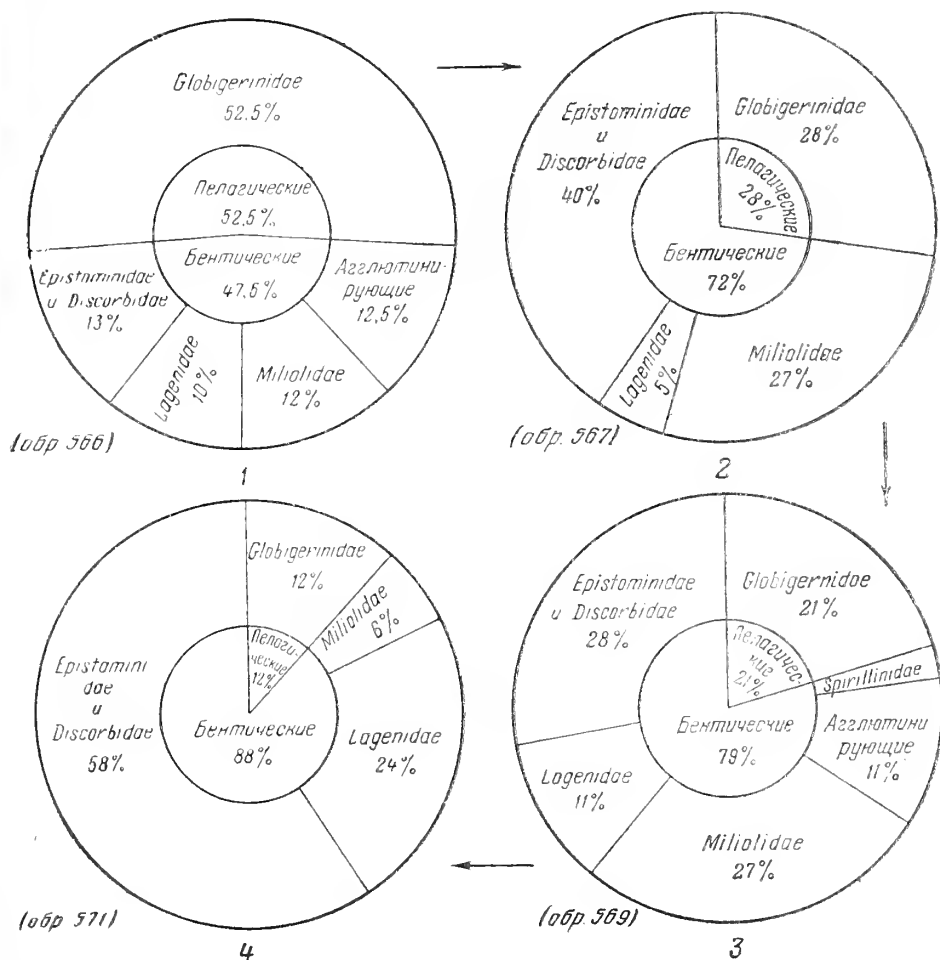 Globigerinidae
52.5%
Пелагические
52,5%
Бентические
47,5%
Epistominidae
и Discorbidae
13%
Lagenidae
10%
Miliolidae
12%
Агглютини-
рующие
12,5%
(обр 566)
1
Epistominidae
и
Discorbidae
40%
Globigerinidae
28%
Пелагические
28%
Бентические
72%
Lagenidae
5%
Miliolidae
27%
(обр. 567)
2
Globigerinidae
12%
Miliolidae
6%
Пелаги-
ческие
12%
Epistomini
dae
и
Discorbidae
58%
Бентические
88%
Lagenidae
24%
(обр 571)
4
Epistominidae
и Discorbidae
28%
Globigernidae
21%
Пелагичес-
кие
21%
Spirillinidae
Агглютини
рующие
11%
Бентические
79%
Lagenidae
11%
Miliolidae
27%
(обр. 569)
3